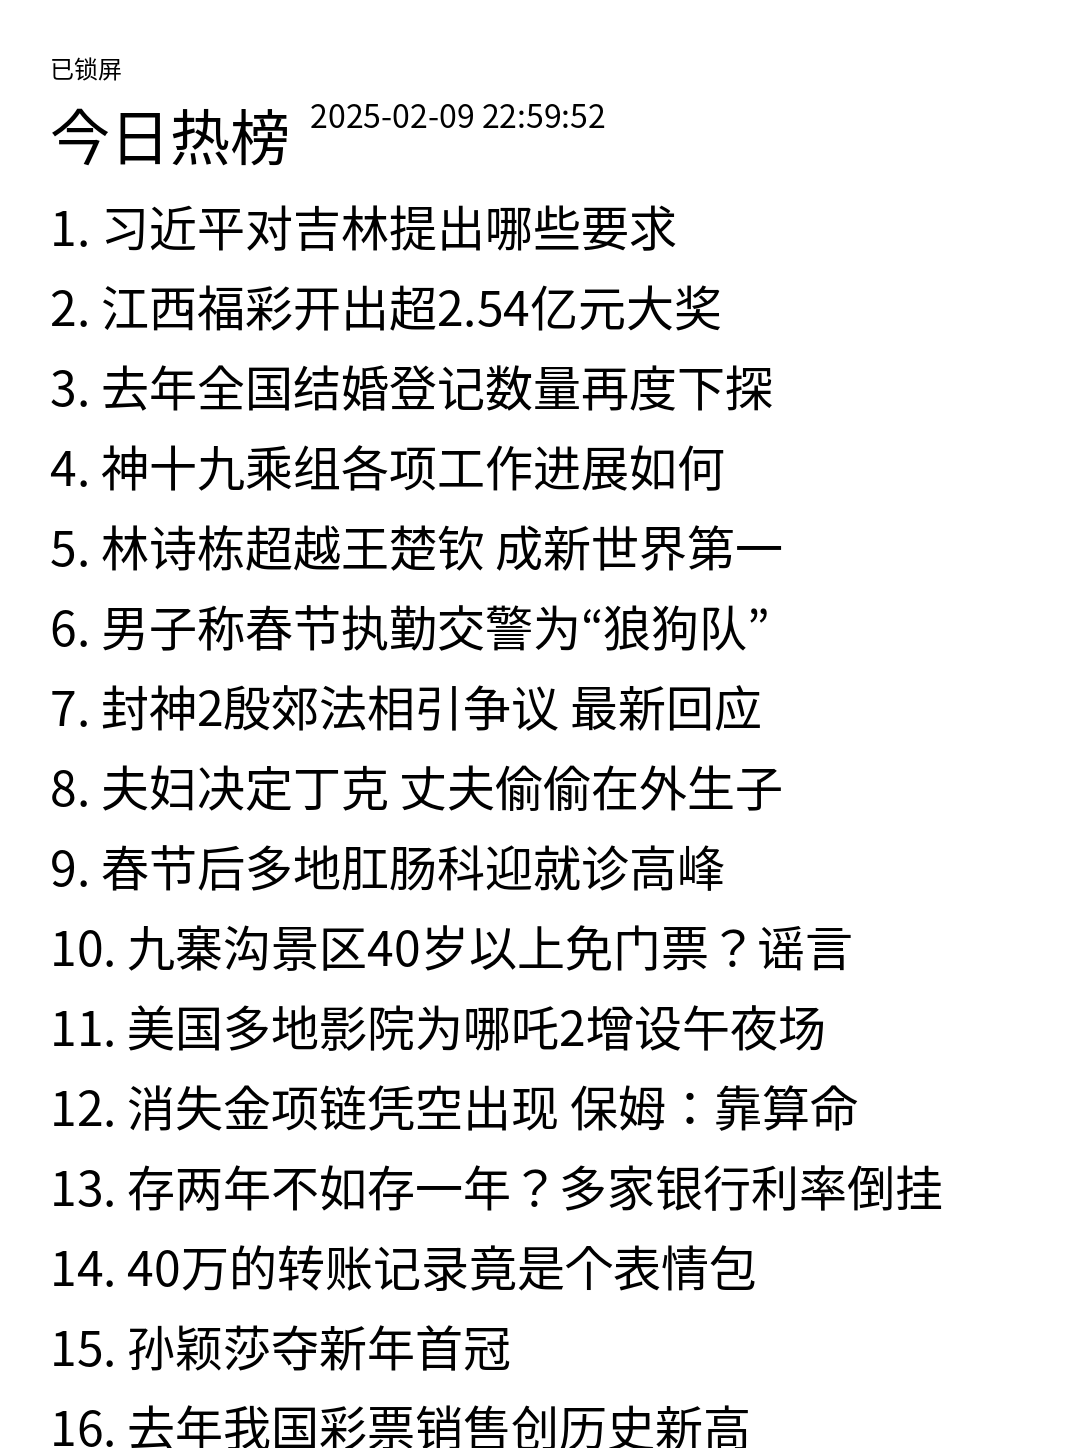 已锁屏
今日热榜 2025-02-09 22:59:52
1. 习近平对吉林提出哪些要求
2. 江西福彩开出超2.54亿元大奖
3. 去年全国结婚登记数量再度下探
4. 神十九乘组各项工作进展如何
5. 林诗栋超越王楚钦 成新世界第一
6. 男子称春节执勤交警为“狼狗队”
7. 封神2殷郊法相引争议 最新回应
8. 夫妇决定丁克 丈夫偷偷在外生子
9. 春节后多地肛肠科迎就诊高峰
10. 九寨沟景区40岁以上免门票？谣言
11. 美国多地影院为哪吒2增设午夜场
12. 消失金项链凭空出现 保姆：靠算命
13. 存两年不如存一年？多家银行利率倒挂
14. 40万的转账记录竟是个表情包
15. 孙颖莎夺新年首冠
16. 去年我国彩票销售创历史新高